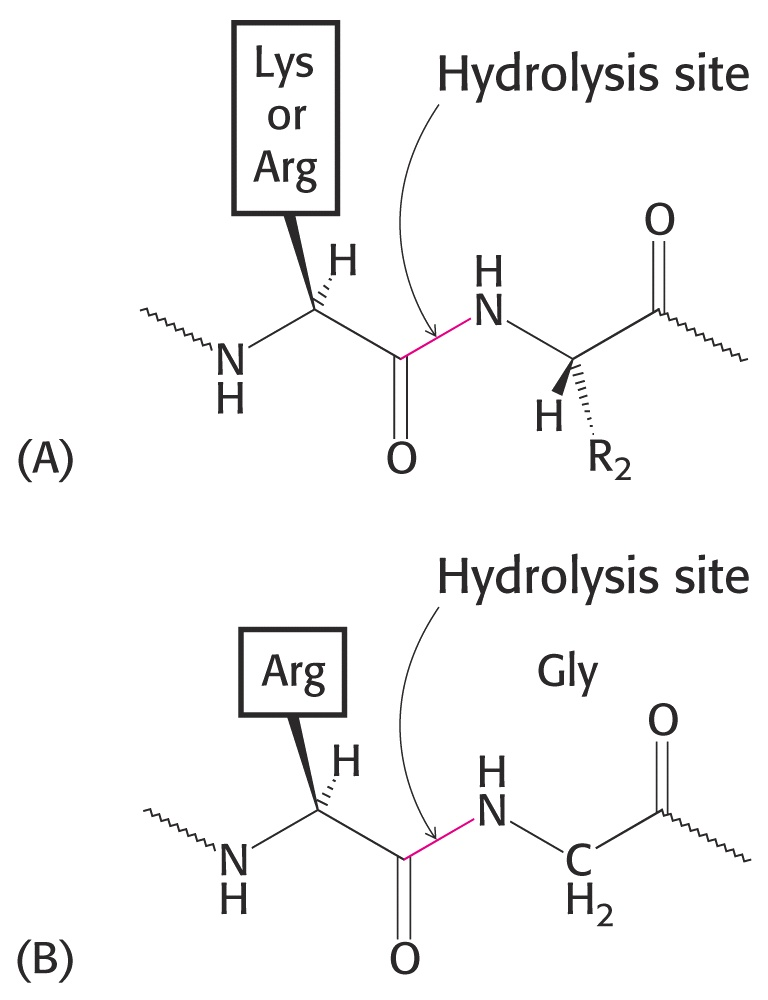 Lys
or
Arg
Hydrolysis site
H
O
H
N
N
H
H
O
R2
(A)
Hydrolysis site
Arg
Gly
H
O
H
N
N
H
C
H2
O
(B)